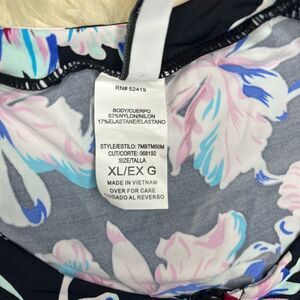 RN# 52419
BODY/CUERPO
83%NYLON/NILON
17%ELASTANE/ELASTANO
STYLE/ESTILO: 7MBTM50M
CUT/CORTE: 068192
SIZE/TALLA
XL/EX G
MADE IN VIETNAM
OVER FOR CARE
DADO AL REVERSO